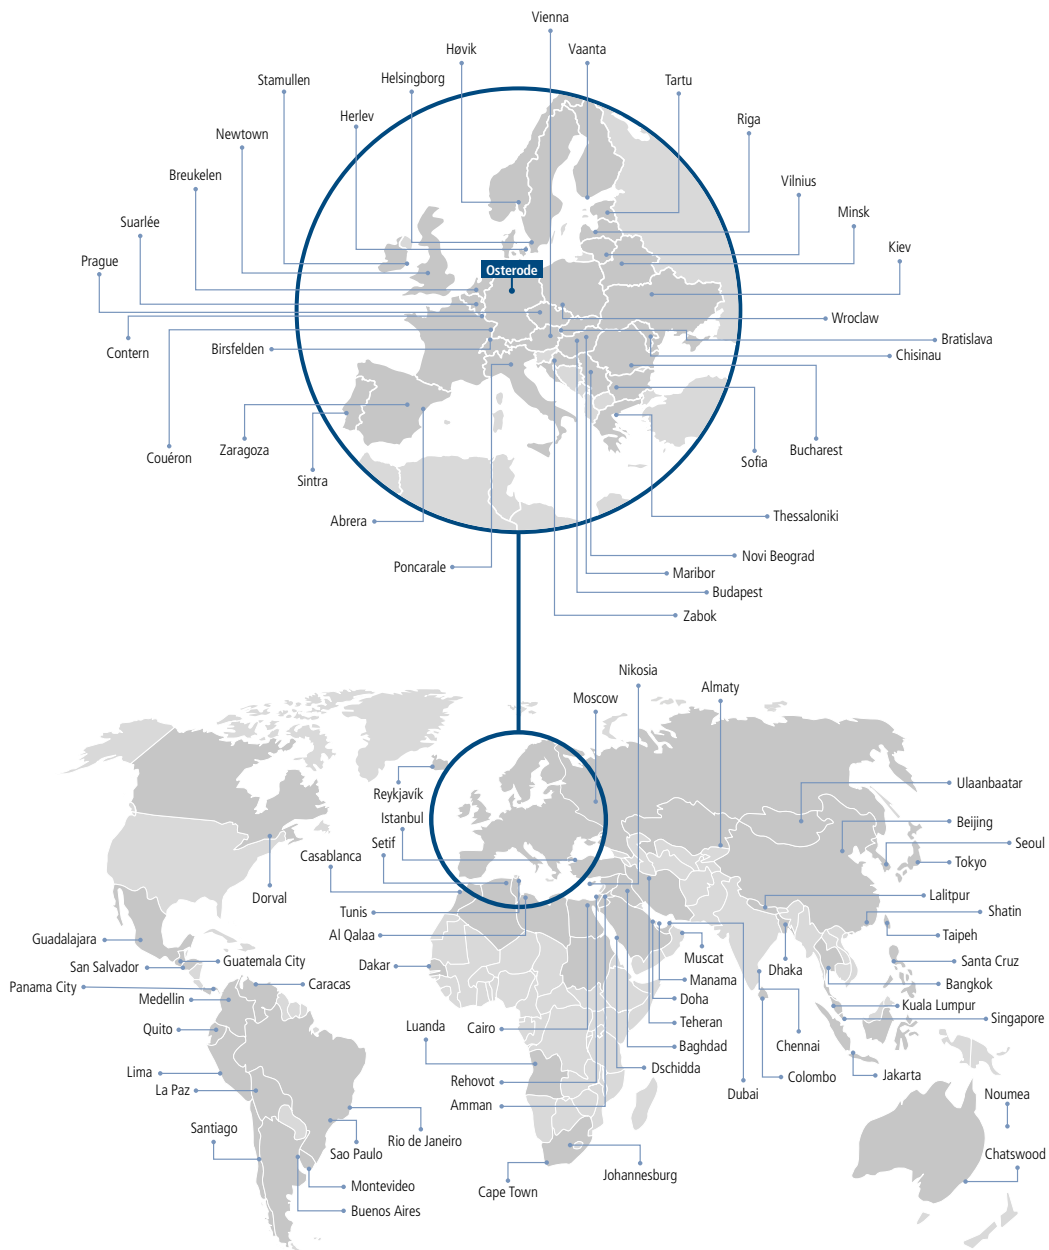 Vienna
Høvik
Vaanta
Stamullen
Helsingborg
Tartu
Herlev
Riga
Newtown
Breukelen
Vilnius
Suarlée
Minsk
Kiev
Prague
Osterode
Wroclaw
Contern
Birsfelden
Bratislava
Chisinau
Couéron
Zaragoza
Sofia
Bucharest
Sintra
Abrera
Thessaloniki
Poncarale
Novi Beograd
Maribor
Budapest
Zabok
Nikosia
Moscow
Almaty
Reykjavík
Ulaanbaatar
Istanbul
Beijing
Setif
Seoul
Casablanca
Tokyo
Dorval
Lalitpur
Tunis
Shatin
Al Qalaa
Taipeh
Guadalajara
Guatemala City
Muscat
San Salvador
Dakar
Dhaka
Santa Cruz
Panama City
Caracas
Manama
Bangkok
Medellin
Doha
Kuala Lumpur
Quito
Luanda
Cairo
Teheran
Singapore
Baghdad
Chennai
Lima
Dschidda
Rehovot
Colombo
Jakarta
La Paz
Dubai
Noumea
Amman
Santiago
Rio de Janeiro
Sao Paulo
Chatswood
Johannesburg
Montevideo
Cape Town
Buenos Aires